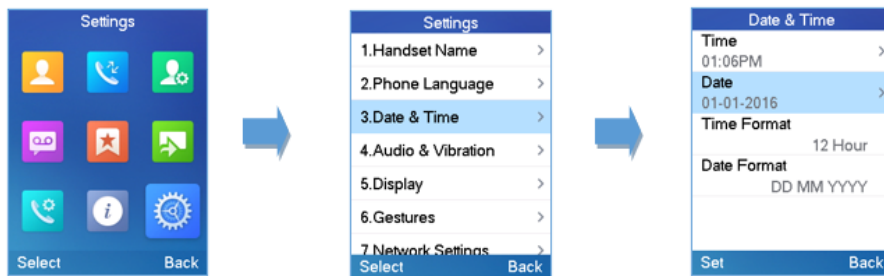 Settings
Select Back
Settings
1.Handset Name
2.Phone Language
3.Date & Time
4.Audio & Vibration
5.Display
6.Gestures
7.Network Settings
Select Back
Date & Time
Time
01:06PM
Date
01-01-2016
Time Format
12 Hour
Date Format
DD MM YYYY
Set Back